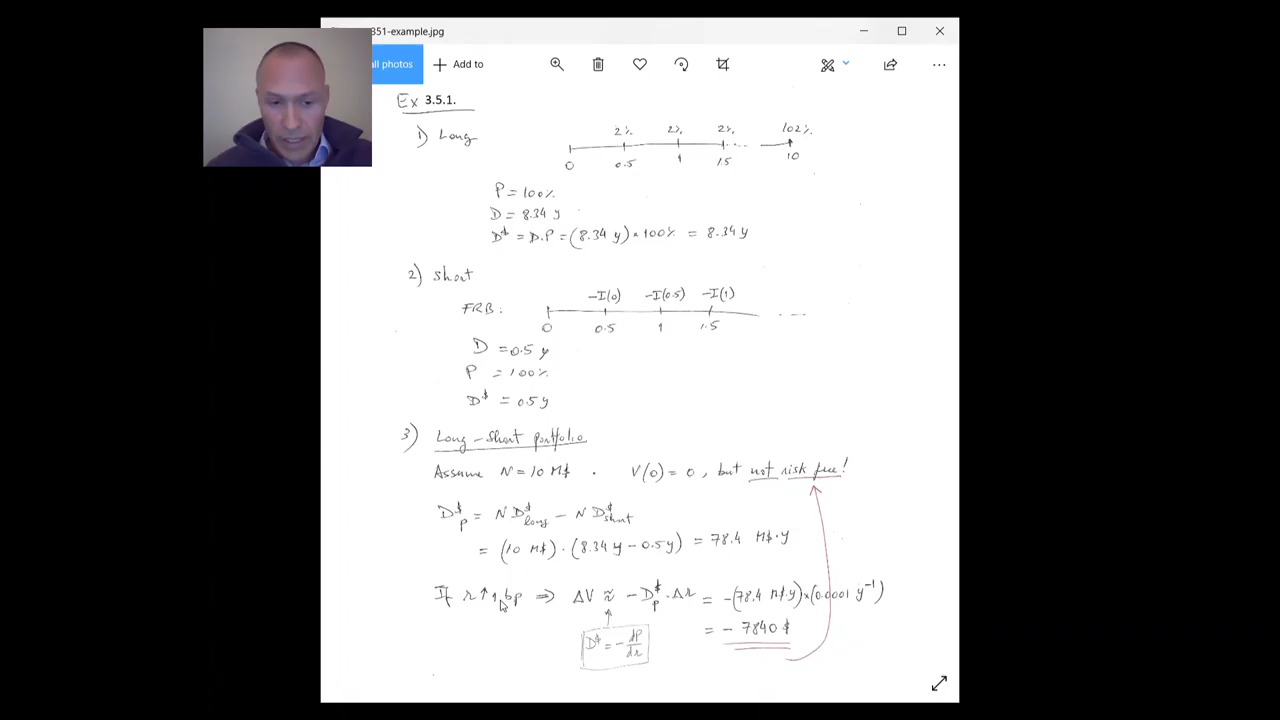 351-example.jpg
all photos
Add to
Ex 3.5.1.
1) Long
2% 2% 2% 102%
0 0.5 1 1.5 .... 10
P = 100%
D = 8.34 y
D$ = D.P = (8.34 y) × 100% = 8.34 y
2) Short
-I(0) -I(0.5) -I(1)
FRB:
0 0.5 1 1.5 ....
D = 0.5 y
P = 100%
D$ = 0.5 y
3) Long-short portfolio
Assume N = 10 M$ . V(0) = 0, but not risk free!
D$p = N D$long - N D$short
= (10 M$) · (8.34 y - 0.5 y) = 78.4 M$·y
If r ↑ 1 bp ⇒ ΔV ≈ -D$p · Δr = -(78.4 M$·y) × (0.0001 y⁻¹)
= - 7840 $
D$ = - dP/dr